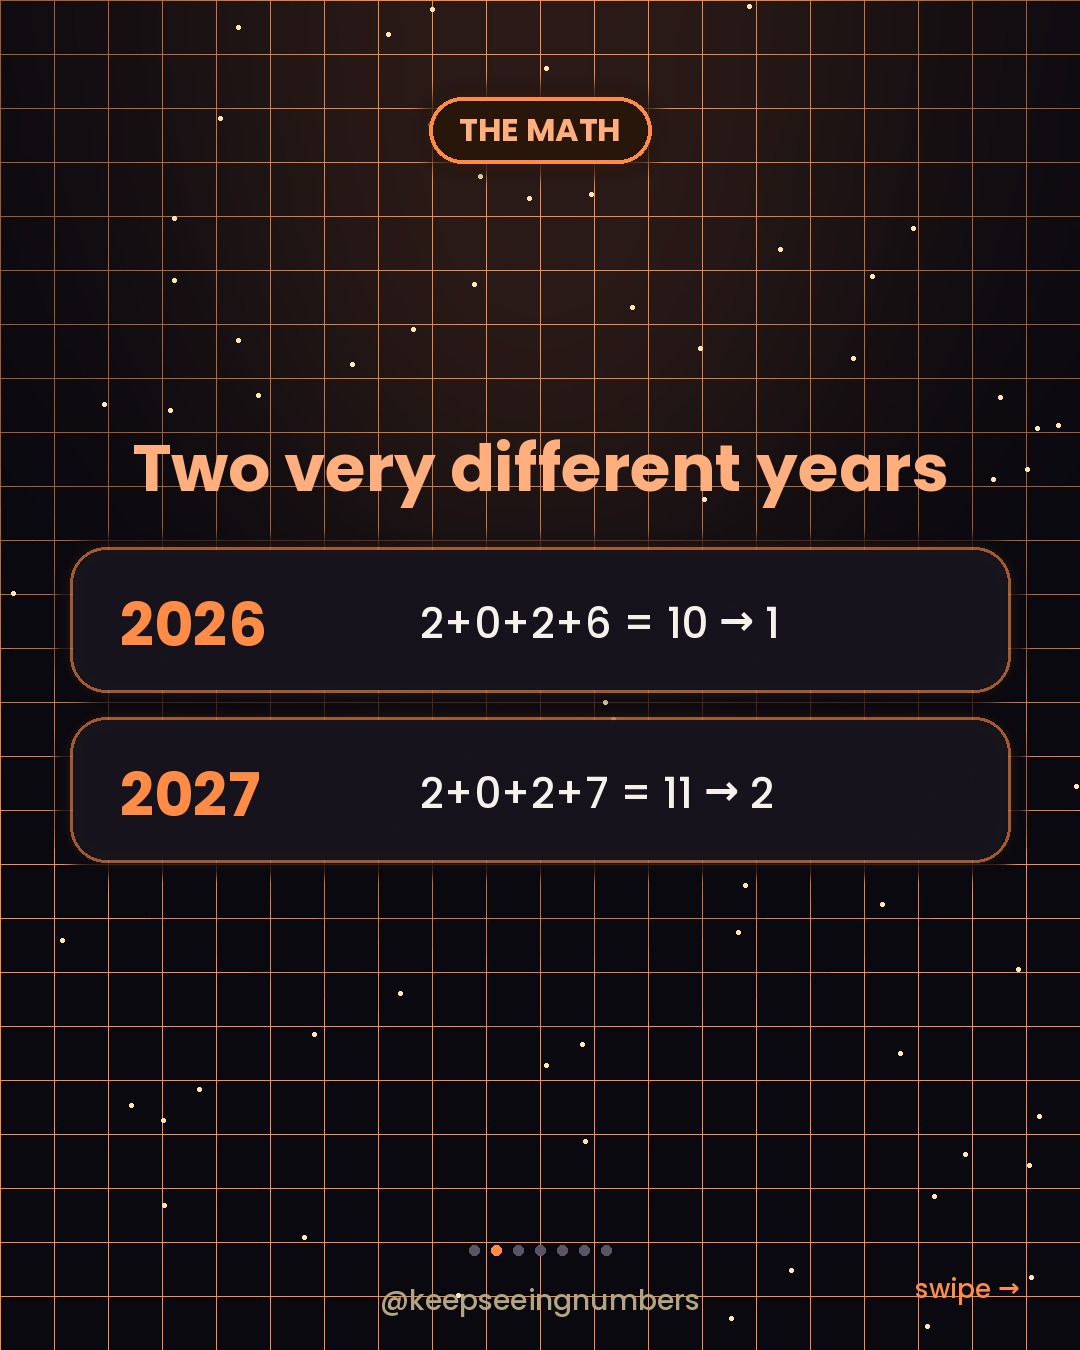 THE MATH
Two very different years
2026 2+0+2+6 = 10 → 1
2027 2+0+2+7 = 11 → 2
@keepseeingnumbers
swipe →